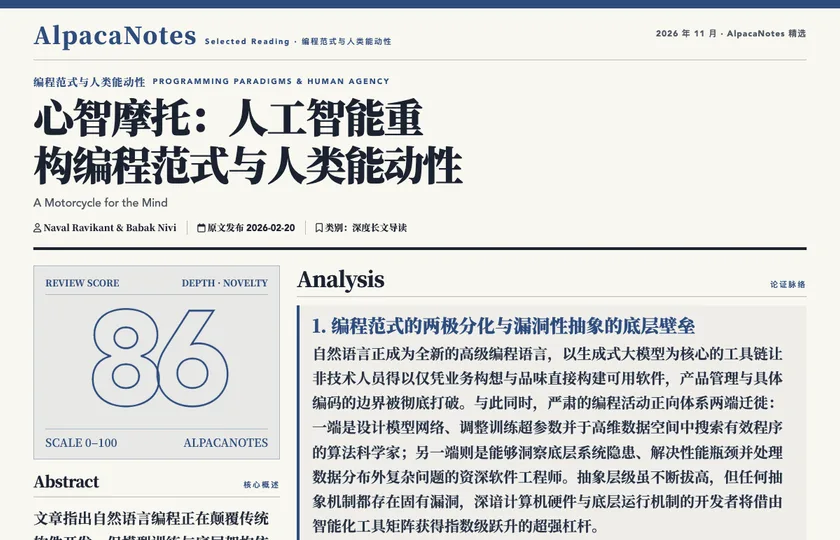 AlpacaNotes Selected Reading · 编程范式与人类能动性
2026 年 11 月 · AlpacaNotes 精选
编程范式与人类能动性 PROGRAMMING PARADIGMS & HUMAN AGENCY
心智摩托：人工智能重
构编程范式与人类能动性
A Motorcycle for the Mind
Naval Ravikant & Babak Nivi 原文发布 2026-02-20 类别：深度长文导读
REVIEW SCORE DEPTH · NOVELTY
86
SCALE 0–100 ALPACANOTES
Abstract 核心概述
文章指出自然语言编程正在颠覆传统
Analysis 论证脉络
1. 编程范式的两极分化与漏洞性抽象的底层壁垒
自然语言正成为全新的高级编程语言，以生成式大模型为核心的工具链让
非技术人员得以仅凭业务构想与品味直接构建可用软件，产品管理与具体
编码的边界被彻底打破。与此同时，严肃的编程活动正向体系两端迁徙：
一端是设计模型网络、调整训练超参数并于高维数据空间中搜索有效程序
的算法科学家；另一端则是能够洞察底层系统隐患、解决性能瓶颈并处理
数据分布外复杂问题的资深软件工程师。抽象层级虽不断拔高，但任何抽
象机制都存在固有漏洞，深谙计算机硬件与底层运行机制的开发者将借由
智能化工具矩阵获得指数级跃升的超强杠杆。